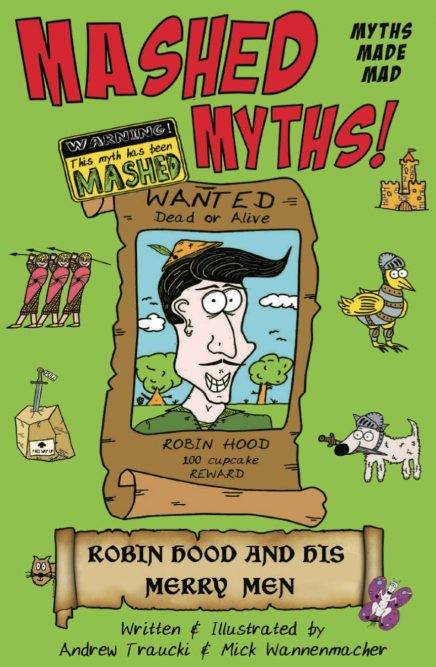 MASHED
MYTHS!
MYTHS
MADE
MAD
WARNING!
This myth has been
MASHED
WANTED
Dead or Alive
ROBIN HOOD
100 cupcake
REWARD
ROBIN HOOD AND HIS
MERRY MEN
Written & Illustrated by
Andrew Traucki & Mick Wannenmacher